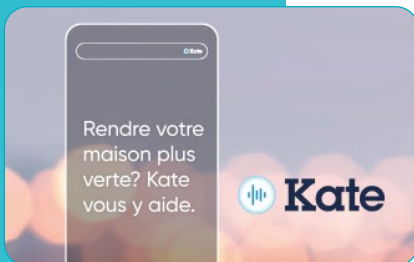 Kate
Rendre votre
maison plus
verte? Kate
vous y aide.
Kate